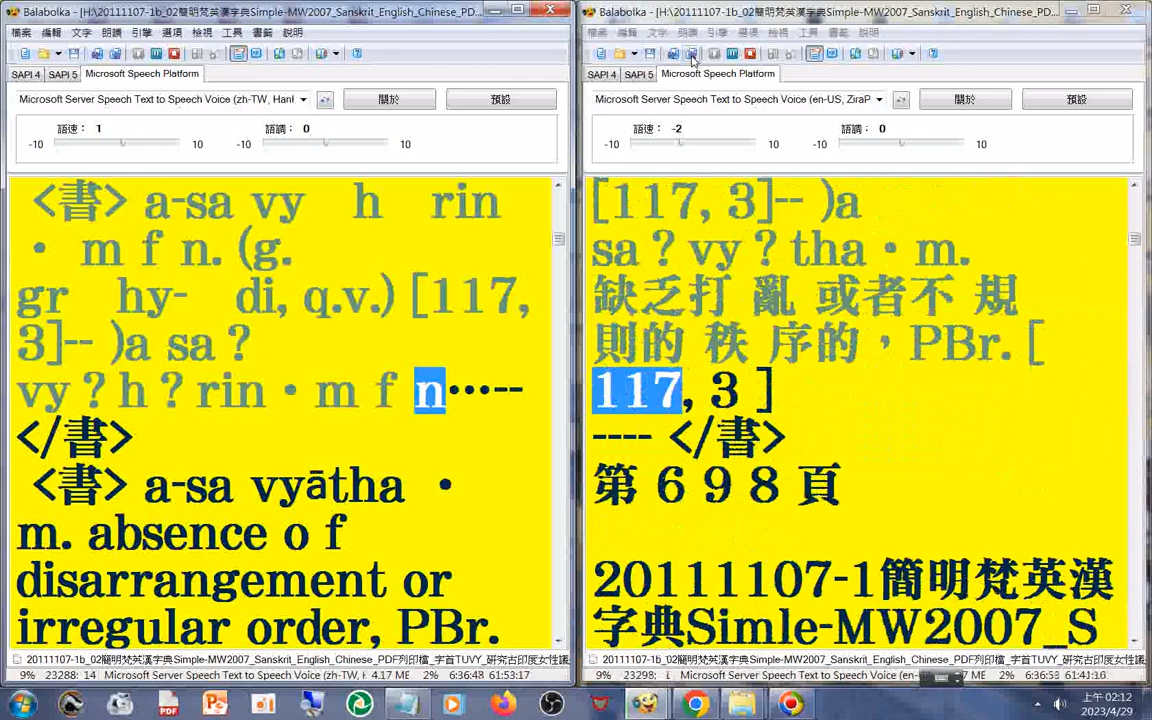 Balabolka - [H:\20111107-1b_02簡明梵英漢字典Simple-MW2007_Sanskrit_English_Chinese_PD...
檔案 編輯 文字 朗讀 引擎 選項 檢視 工具 書籤 說明
SAPI 4 SAPI 5 Microsoft Speech Platform
Microsoft Server Speech Text to Speech Voice (zh-TW, Hanl
關於 預設
語速： 1 語調： 0
-10 10 -10 10
<書> a-sa vy h rin
• m f n. (g.
gr hy- di, q.v.) [117,
3]-- )a sa ?
vy ? h ? rin • m f n•••--
</書>
<書> a-sa vyātha •
m. absence o f
disarrangement or
irregular order, PBr.
20111107-1b_02簡明梵英漢字典Simple-MW2007_Sanskrit_English_Chinese_PDF列印檔_字首TUVY_研究古印度女性議
9% 23288: 14 Microsoft Server Speech Text to Speech Voice (zh-TW, 4.17 ME 2% 6:36:48 61:53:17
Balabolka - [H:\20111107-1b_02簡明梵英漢字典Simple-MW2007_Sanskrit_English_Chinese_PD...
檔案 編輯 文字 朗讀 引擎 選項 檢視 工具 書籤 說明
SAPI 4 SAPI 5 Microsoft Speech Platform
Microsoft Server Speech Text to Speech Voice (en-US, ZiraP
關於 預設
語速： -2 語調： 0
-10 10 -10 10
[117, 3]-- )a
sa ? vy ? tha • m.
缺乏打 亂 或者不 規
則的 秩 序的，PBr. [
117, 3 ]
---- </書>
第 6 9 8 頁
20111107-1簡明梵英漢
字典Simle-MW2007_S
20111107-1b_02簡明梵英漢字典Simple-MW2007_Sanskrit_English_Chinese_PDF列印檔_字首TUVY_研究古印度女性議
9% 23298: Microsoft Server Speech Text to Speech Voice (en-US, ME 2%
上午 02:12
2023/4/29